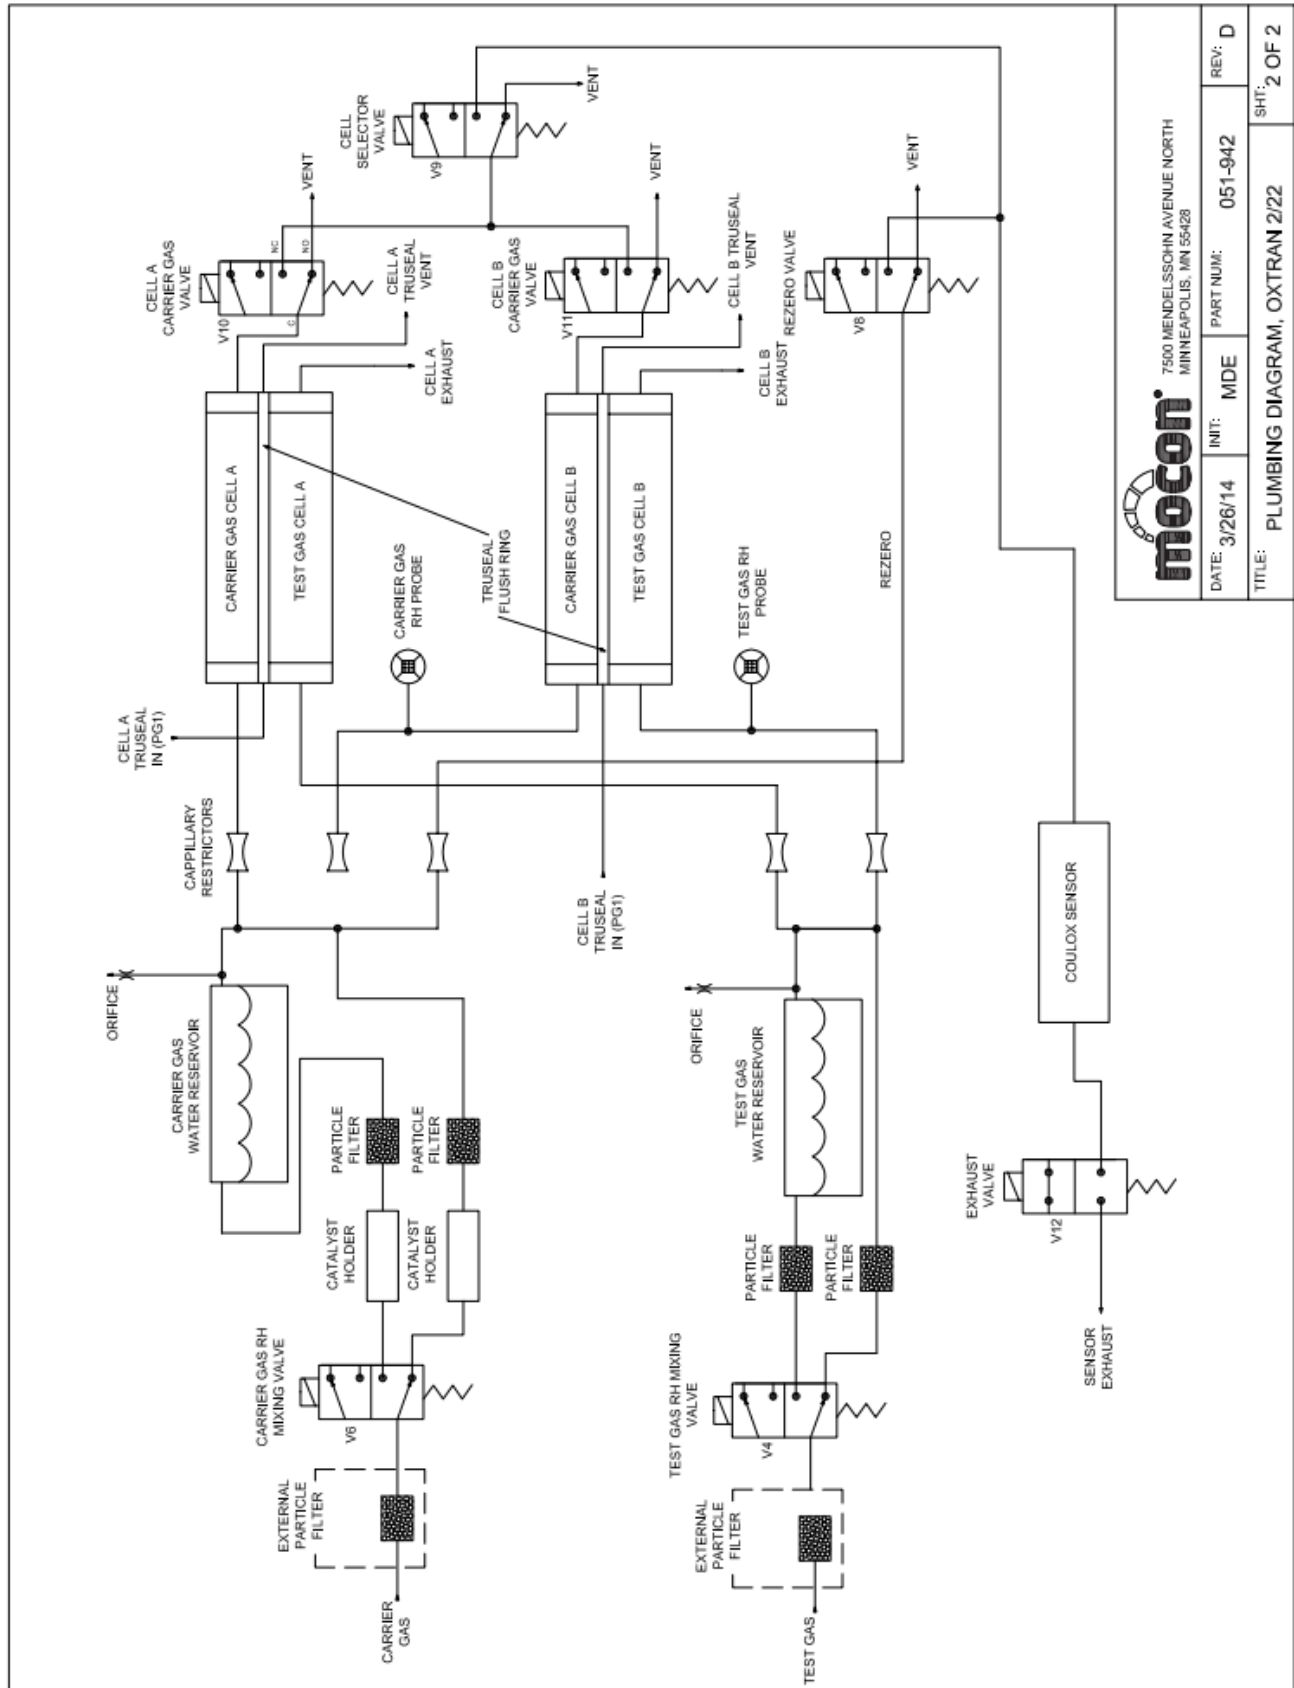 CELL A
CARRIER GAS
VALVE
V10
NC
NO
C
VENT
CELL A
TRUSEAL
VENT
CELL A
EXHAUST
CELL
SELECTOR
VALVE
V9
VENT
CELL B
CARRIER GAS
VALVE
V11
VENT
CELL B TRUSEAL
VENT
CELL B
EXHAUST
REZERO VALVE
V8
VENT
CARRIER GAS CELL A
TEST GAS CELL A
TRUSEAL
FLUSH RING
CARRIER GAS CELL B
TEST GAS CELL B
CARRIER GAS
RH PROBE
TEST GAS RH
PROBE
REZERO
CELL A
TRUSEAL
IN (PG1)
CAPPILLARY
RESTRICTORS
CELL B
TRUSEAL
IN (PG1)
ORIFICE
CARRIER GAS
WATER RESERVOIR
PARTICLE
FILTER
PARTICLE
FILTER
CATALYST
HOLDER
CATALYST
HOLDER
CARRIER GAS RH
MIXING VALVE
V6
EXTERNAL
PARTICLE
FILTER
CARRIER
GAS
ORIFICE
TEST GAS
WATER RESERVOIR
PARTICLE
FILTER
PARTICLE
FILTER
TEST GAS RH MIXING
VALVE
V4
EXTERNAL
PARTICLE
FILTER
TEST GAS
COULOX SENSOR
EXHAUST
VALVE
V12
SENSOR
EXHAUST
mocon®
7500 MENDELSSOHN AVENUE NORTH
MINNEAPOLIS, MN 55428
DATE: 3/26/14 INIT: MDE PART NUM: 051-942 REV: D
TITLE: PLUMBING DIAGRAM, OXTRAN 2/22 SHT: 2 OF 2